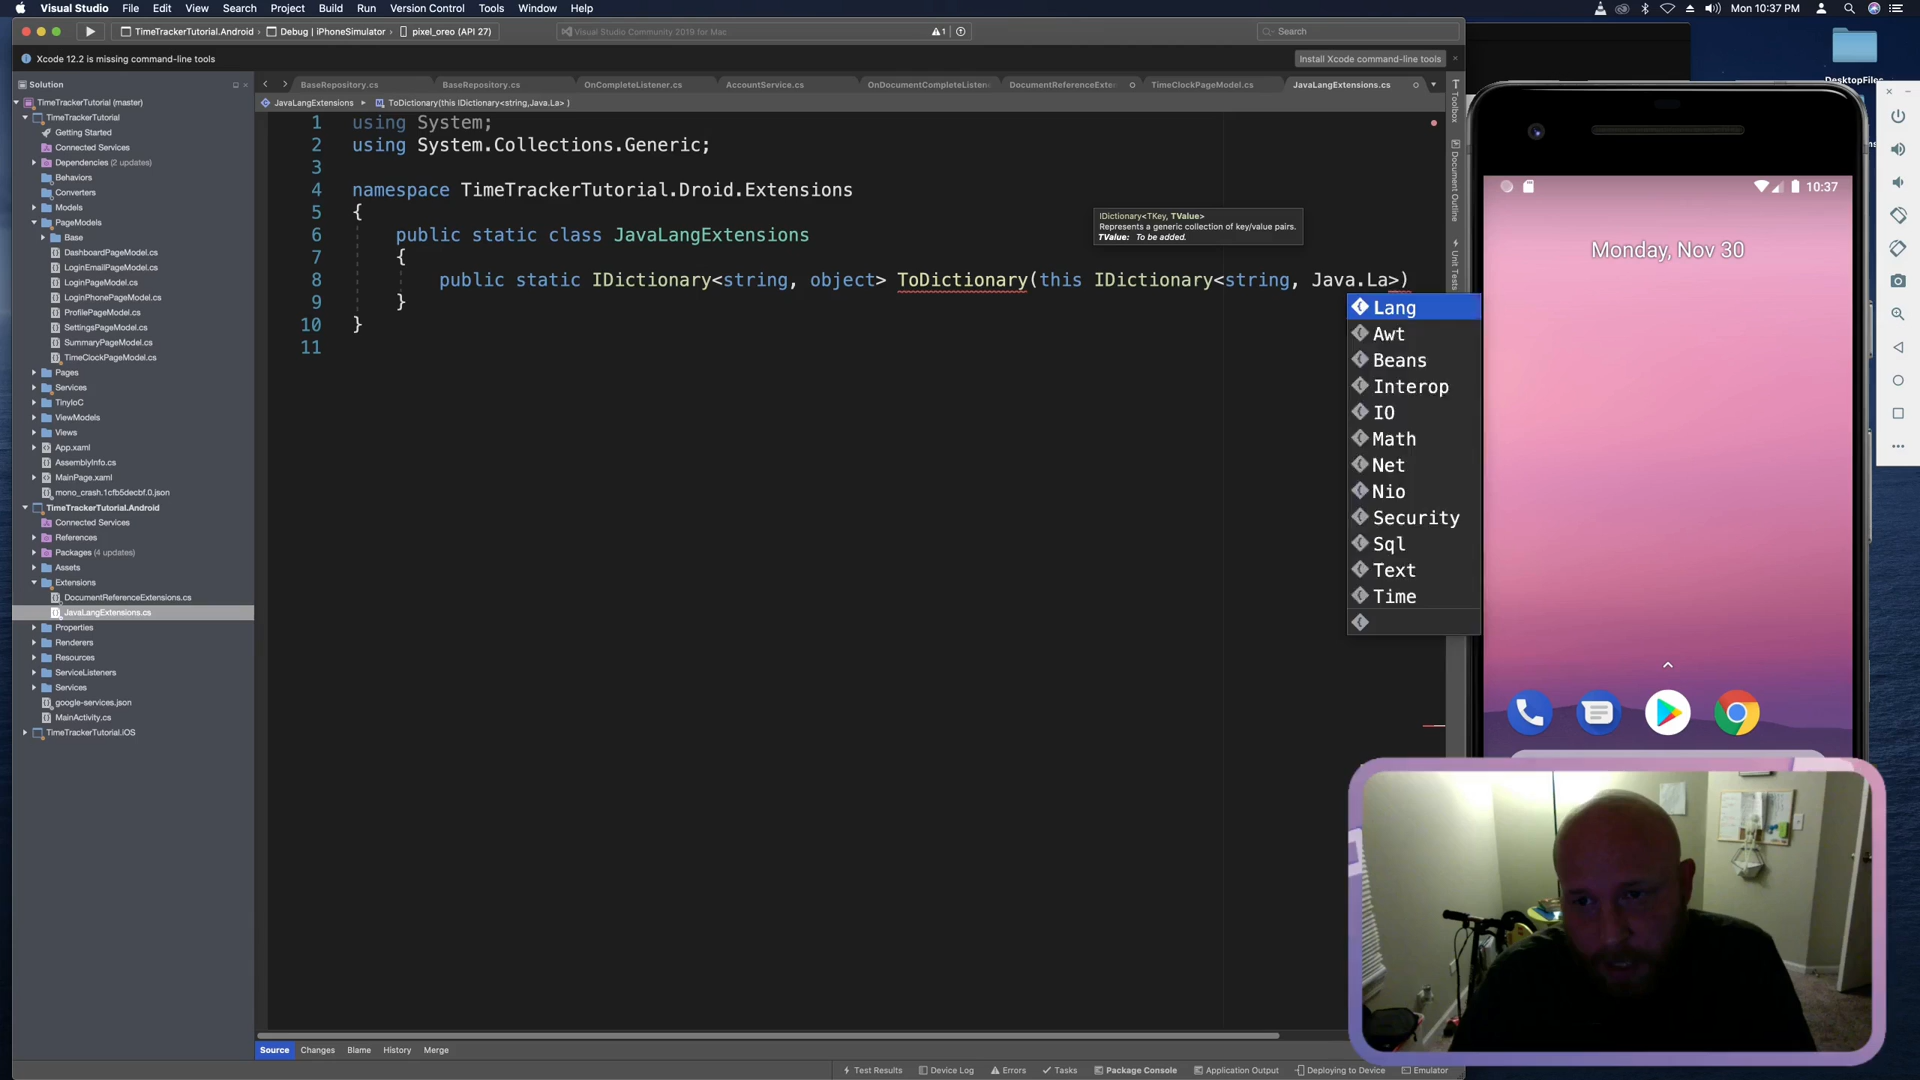 Visual Studio File Edit View Search Project Build Run Version Control Tools Window Help Mon 10:37 PM
TimeTrackerTutorial.Android Debug | iPhoneSimulator pixel_oreo (API 27) Visual Studio Community 2019 for Mac 1 Search
Xcode 12.2 is missing command-line tools Install Xcode command-line tools
Solution
BaseRepository.cs BaseRepository.cs OnCompleteListener.cs AccountService.cs OnDocumentCompleteListen DocumentReferenceExten TimeClockPageModel.cs JavaLangExtensions.cs
JavaLangExtensions ToDictionary(this IDictionary<string,Java.La> )
TimeTrackerTutorial (master)
TimeTrackerTutorial
Getting Started
Connected Services
Dependencies (2 updates)
Behaviors
Converters
Models
PageModels
Base
DashboardPageModel.cs
LoginEmailPageModel.cs
LoginPageModel.cs
LoginPhonePageModel.cs
ProfilePageModel.cs
SettingsPageModel.cs
SummaryPageModel.cs
TimeClockPageModel.cs
Pages
Services
TinyIoC
ViewModels
Views
App.xaml
AssemblyInfo.cs
MainPage.xaml
mono_crash.1cfb5decbf.0.json
TimeTrackerTutorial.Android
Connected Services
References
Packages (4 updates)
Assets
Extensions
DocumentReferenceExtensions.cs
JavaLangExtensions.cs
Properties
Renderers
Resources
ServiceListeners
Services
google-services.json
MainActivity.cs
TimeTrackerTutorial.iOS
1 using System;
2 using System.Collections.Generic;
3
4 namespace TimeTrackerTutorial.Droid.Extensions
5 {
6 public static class JavaLangExtensions
7 {
8 public static IDictionary<string, object> ToDictionary(this IDictionary<string, Java.La>)
9 }
10 }
11
IDictionary<TKey, TValue>
Represents a generic collection of key/value pairs.
TValue: To be added.
Lang
Awt
Beans
Interop
IO
Math
Net
Nio
Security
Sql
Text
Time
Toolbox
Document Outline
Unit Tests
DesktopFiles
10:37
Monday, Nov 30
Source Changes Blame History Merge
Test Results Device Log Errors Tasks Package Console Application Output Deploying to Device Emulator